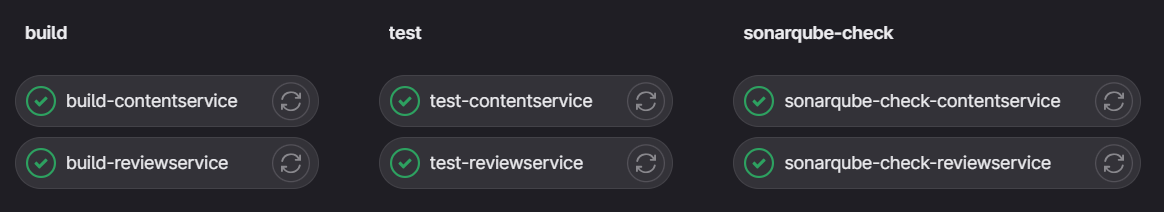 build
build-contentservice
build-reviewservice
test
test-contentservice
test-reviewservice
sonarqube-check
sonarqube-check-contentservice
sonarqube-check-reviewservice